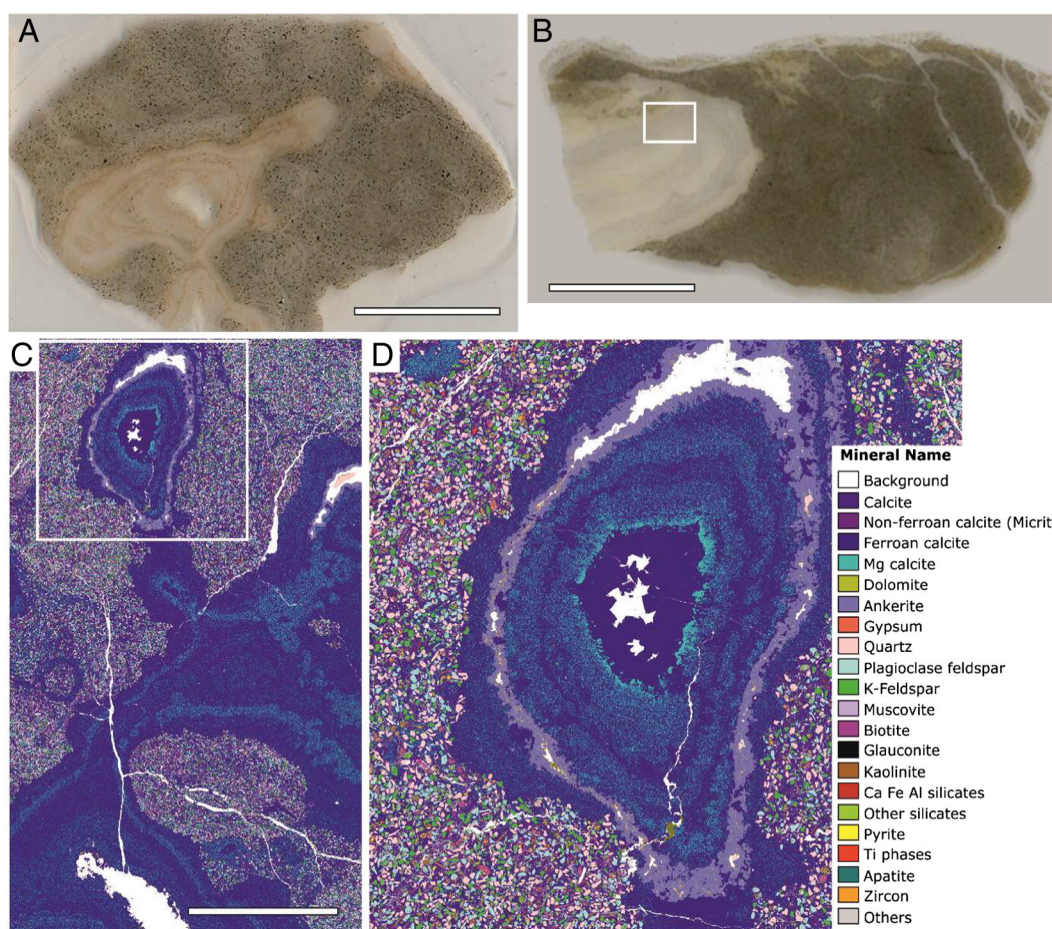 A
B
C
D
Mineral Name
Background
Calcite
Non-ferroan calcite (Micrit
Ferroan calcite
Mg calcite
Dolomite
Ankerite
Gypsum
Quartz
Plagioclase feldspar
K-Feldspar
Muscovite
Biotite
Glauconite
Kaolinite
Ca Fe Al silicates
Other silicates
Pyrite
Ti phases
Apatite
Zircon
Others